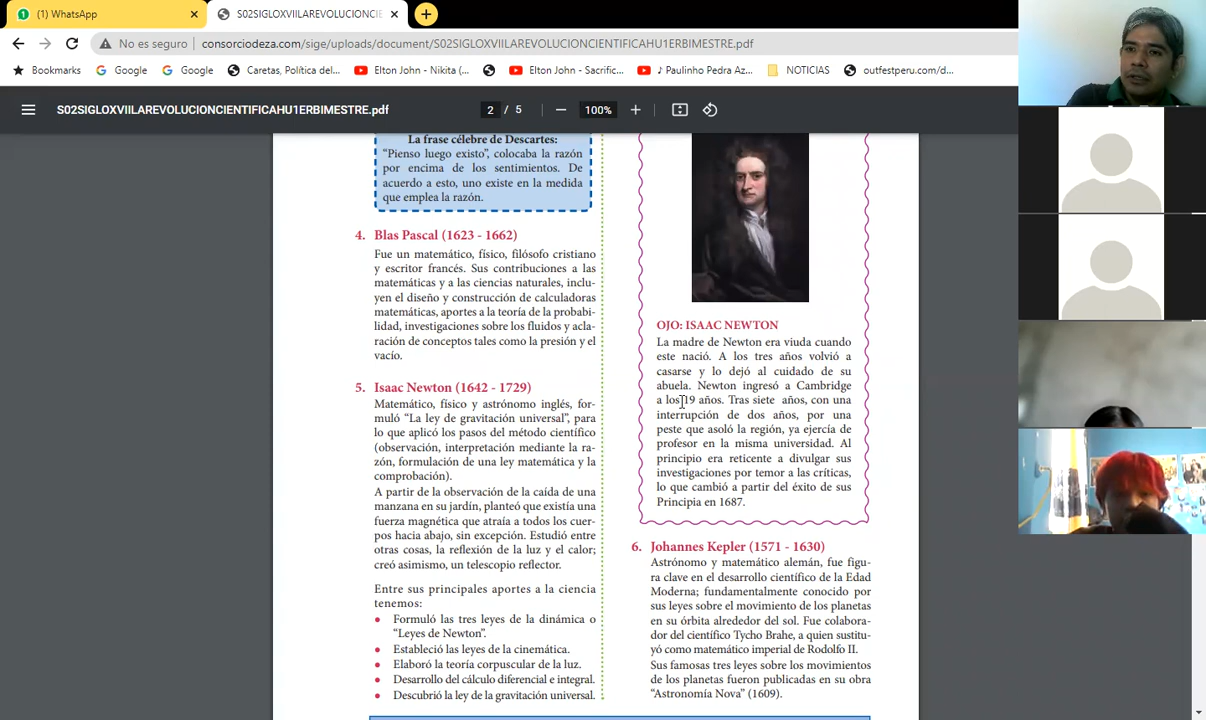 (1) WhatsApp
S02SIGLOXVIILAREVOLUCIONCIE
No es seguro
consorciodeza.com/sige/uploads/document/S02SIGLOXVIILAREVOLUCIONCIENTIFICAHU1ERBIMESTRE.pdf
Bookmarks
Google
Google
Caretas, Política del...
Elton John - Nikita (...
Elton John - Sacrific...
♪ Paulinho Pedra Az...
NOTICIAS
outfestperu.com/d...
S02SIGLOXVIILAREVOLUCIONCIENTIFICAHU1ERBIMESTRE.pdf
2 / 5
100%
La frase célebre de Descartes:
“Pienso luego existo”, colocaba la razón
por encima de los sentimientos. De
acuerdo a esto, uno existe en la medida
que emplea la razón.
4. Blas Pascal (1623 - 1662)
Fue un matemático, físico, filósofo cristiano
y escritor francés. Sus contribuciones a las
matemáticas y a las ciencias naturales, inclu-
yen el diseño y construcción de calculadoras
matemáticas, aportes a la teoría de la probabi-
lidad, investigaciones sobre los fluidos y acla-
ración de conceptos tales como la presión y el
vacío.
5. Isaac Newton (1642 - 1729)
Matemático, físico y astrónomo inglés, for-
muló “La ley de gravitación universal”, para
lo que aplicó los pasos del método científico
(observación, interpretación mediante la ra-
zón, formulación de una ley matemática y la
comprobación).
A partir de la observación de la caída de una
manzana en su jardín, planteó que existía una
fuerza magnética que atraía a todos los cuer-
pos hacia abajo, sin excepción. Estudió entre
otras cosas, la reflexión de la luz y el calor;
creó asimismo, un telescopio reflector.
Entre sus principales aportes a la ciencia
tenemos:
• Formuló las tres leyes de la dinámica o
“Leyes de Newton”.
• Estableció las leyes de la cinemática.
• Elaboró la teoría corpuscular de la luz.
• Desarrollo del cálculo diferencial e integral.
• Descubrió la ley de la gravitación universal.
OJO: ISAAC NEWTON
La madre de Newton era viuda cuando
este nació. A los tres años volvió a
casarse y lo dejó al cuidado de su
abuela. Newton ingresó a Cambridge
a los 19 años. Tras siete años, con una
interrupción de dos años, por una
peste que asoló la región, ya ejercía de
profesor en la misma universidad. Al
principio era reticente a divulgar sus
investigaciones por temor a las críticas,
lo que cambió a partir del éxito de sus
Principia en 1687.
6. Johannes Kepler (1571 - 1630)
Astrónomo y matemático alemán, fue figu-
ra clave en el desarrollo científico de la Edad
Moderna; fundamentalmente conocido por
sus leyes sobre el movimiento de los planetas
en su órbita alrededor del sol. Fue colabora-
dor del científico Tycho Brahe, a quien sustitu-
yó como matemático imperial de Rodolfo II.
Sus famosas tres leyes sobre los movimientos
de los planetas fueron publicadas en su obra
“Astronomía Nova” (1609).